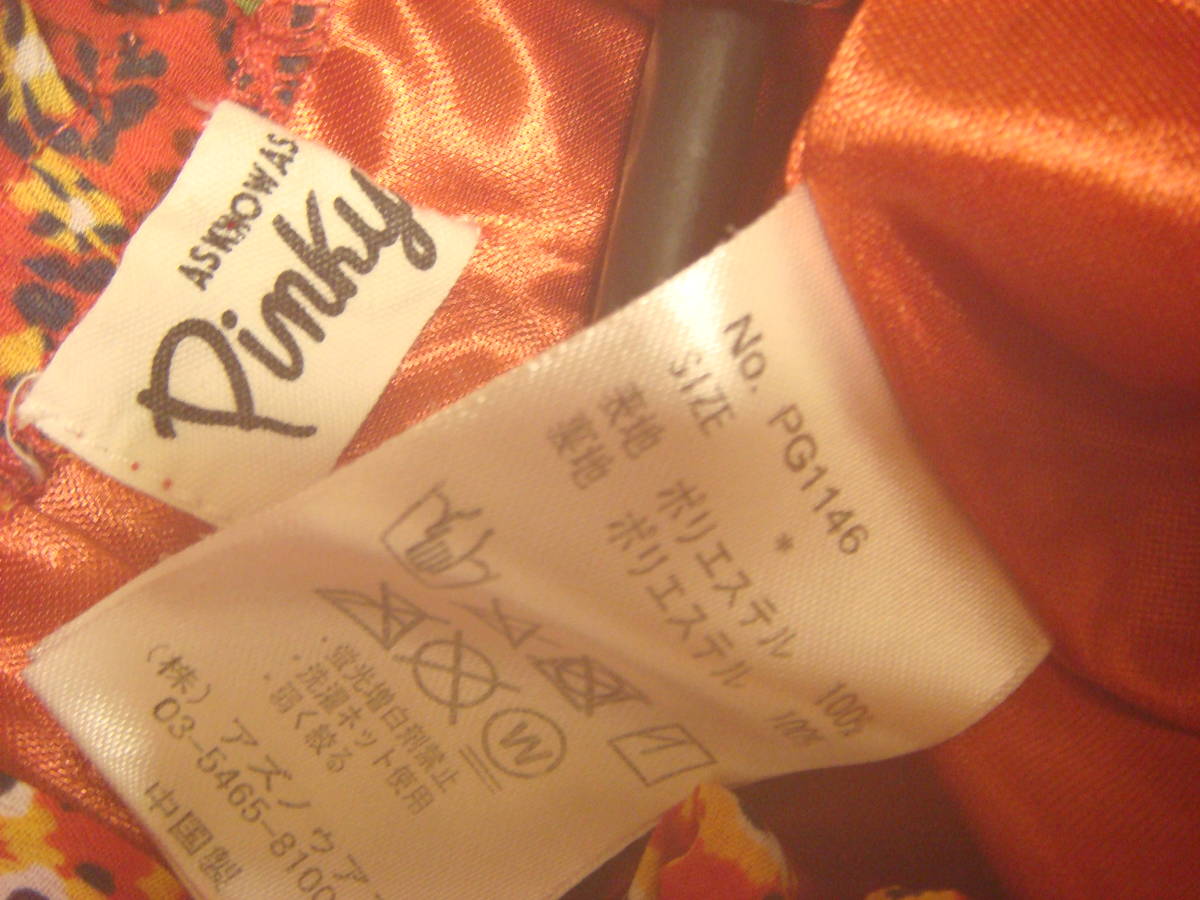 ASKNOWAS
Pinky
No. PG1146
SIZE *
表地 ポリエステル 100%
裏地 ポリエステル 100%
W
・蛍光増白剤禁止
・洗濯ネット使用
・弱く絞る
(株) アズノゥアズ
03-5465-8100
中国製